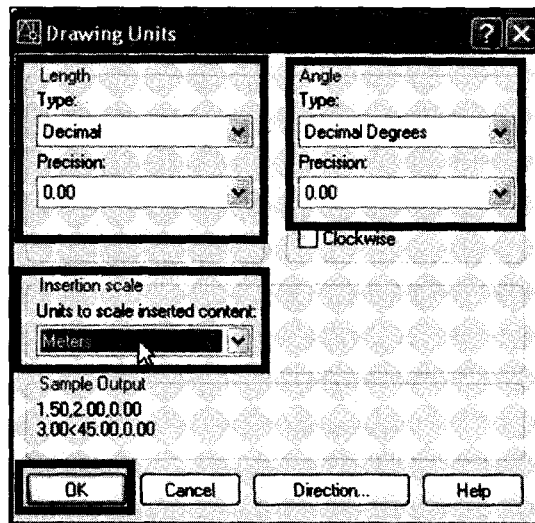 Drawing Units
Length
Type:
Decimal
Precision:
0.00
Angle
Type:
Decimal Degrees
Precision:
0.00
Clockwise
Insertion scale
Units to scale inserted content:
Meters
Sample Output
1.50,2.00,0.00
3.00<45.00,0.00
OK
Cancel
Direction...
Help